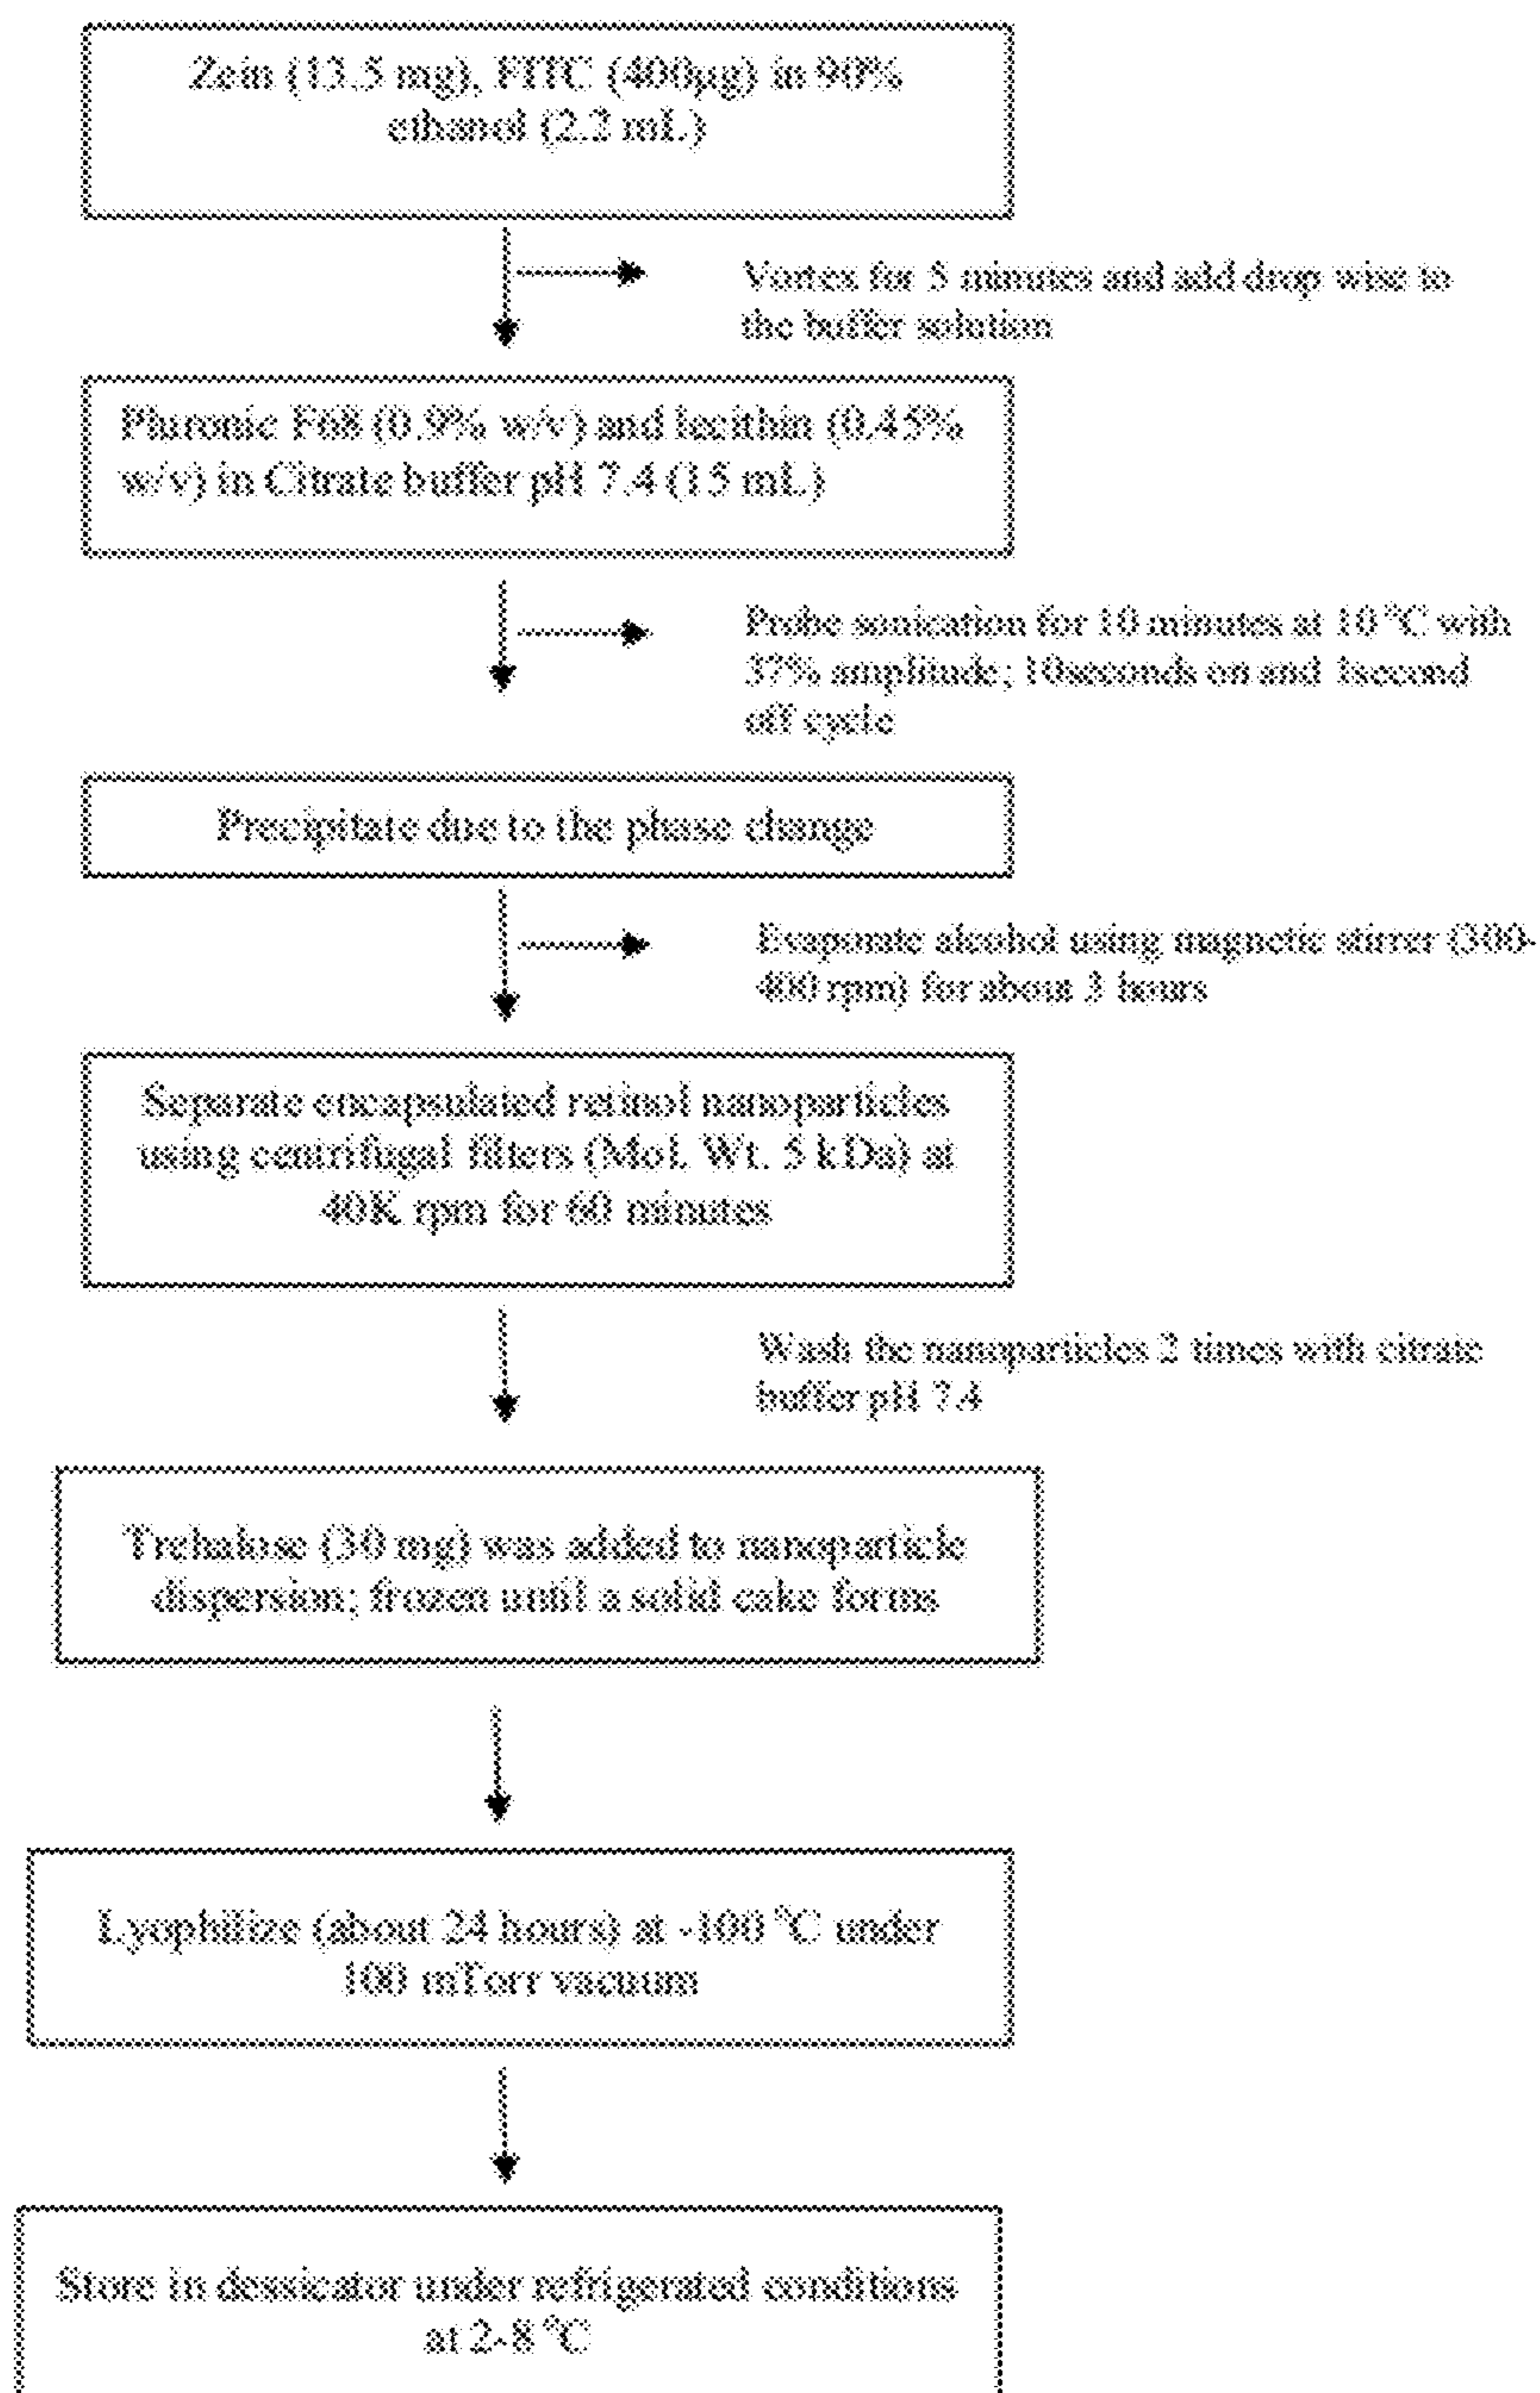 Zein (13.5 mg), FITC (400µg) in 90%
ethanol (2.2 mL)
Vortex for 5 minutes and add drop wise to
the buffer solution
Pluronic F68 (0.9% w/v) and lecithin (0.45%
w/v) in Citrate buffer pH 7.4 (15 mL)
Probe sonication for 10 minutes at 10 °C with
37% amplitude; 10seconds on and 1second
off cycle
Precipitate due to the phase change
Evaporate alcohol using magnetic stirrer (300-
400 rpm) for about 3 hours
Separate encapsulated retinol nanoparticles
using centrifugal filters (Mol. Wt. 5 kDa) at
40K rpm for 60 minutes
Wash the nanoparticles 2 times with citrate
buffer pH 7.4
Trehalose (30 mg) was added to nanoparticle
dispersion; frozen until a solid cake forms
Lyophilize (about 24 hours) at -100 °C under
100 mTorr vacuum
Store in dessicator under refrigerated conditions
at 2-8 °C